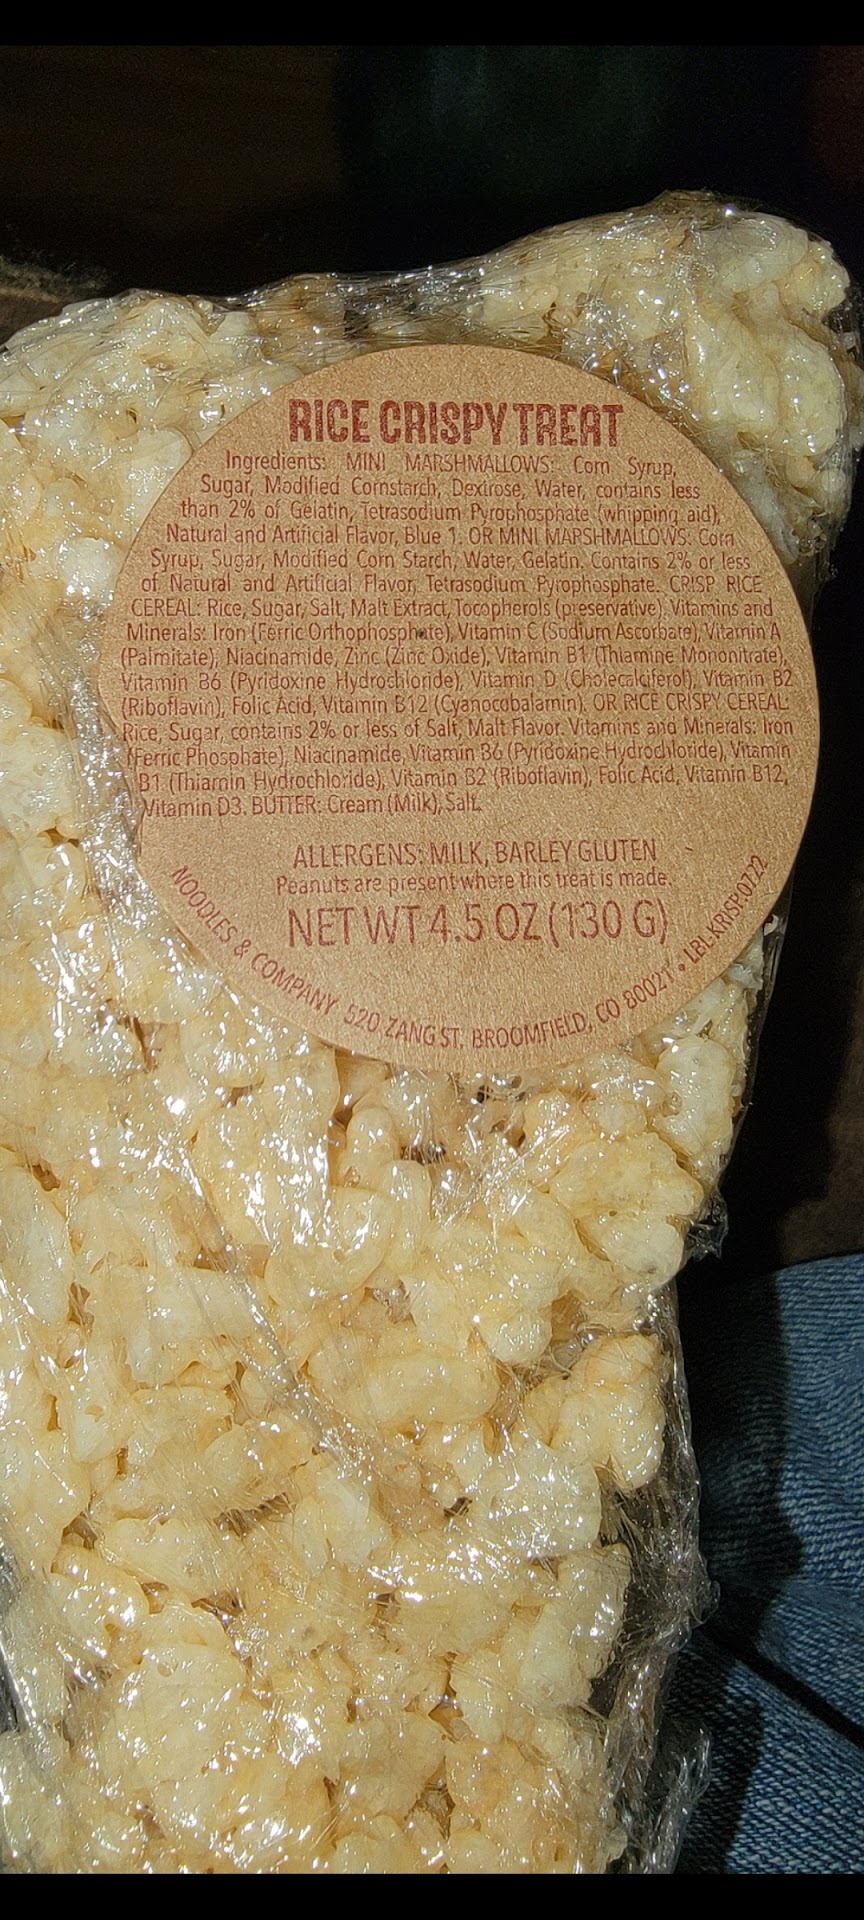 RICE CRISPY TREAT
Ingredients: MINI MARSHMALLOWS: Corn Syrup,
Sugar, Modified Cornstarch, Dextrose, Water, contains less
than 2% of Gelatin, Tetrasodium Pyrophosphate (whipping aid),
Natural and Artificial Flavor, Blue 1. OR MINI MARSHMALLOWS: Corn
Syrup, Sugar, Modified Corn Starch, Water, Gelatin. Contains 2% or less
of Natural and Artificial Flavor, Tetrasodium Pyrophosphate. CRISP RICE
CEREAL: Rice, Sugar, Salt, Malt Extract, Tocopherols (preservative), Vitamins and
Minerals: Iron (Ferric Orthophosphate), Vitamin C (Sodium Ascorbate), Vitamin A
(Palmitate), Niacinamide, Zinc (Zinc Oxide), Vitamin B1 (Thiamine Mononitrate),
Vitamin B6 (Pyridoxine Hydrochloride), Vitamin D (Cholecalciferol), Vitamin B2
(Riboflavin), Folic Acid, Vitamin B12 (Cyanocobalamin). OR RICE CRISPY CEREAL:
Rice, Sugar, contains 2% or less of Salt, Malt Flavor. Vitamins and Minerals: Iron
(Ferric Phosphate), Niacinamide, Vitamin B6 (Pyridoxine Hydrochloride), Vitamin
B1 (Thiamin Hydrochloride), Vitamin B2 (Riboflavin), Folic Acid, Vitamin B12,
Vitamin D3. BUTTER: Cream (Milk), Salt.
ALLERGENS: MILK, BARLEY GLUTEN
Peanuts are present where this treat is made.
NET WT 4.5 OZ (130 G)
NOODLES & COMPANY 520 ZANG ST, BROOMFIELD, CO 80021 • LBL.KRISP.0722